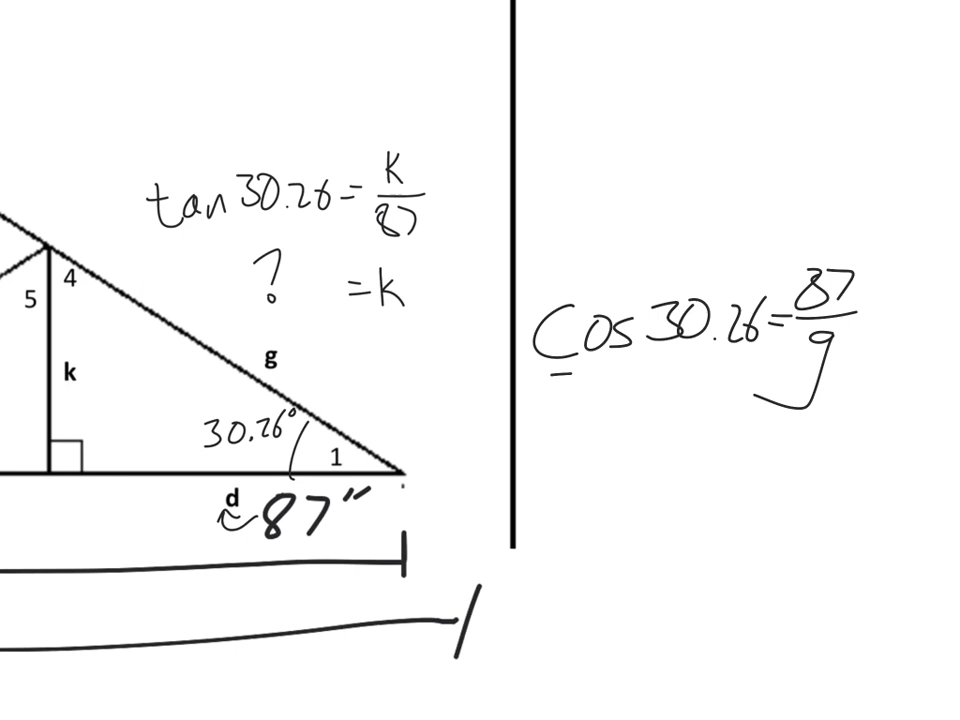 tan 30.26 = k/87
? = k
5
4
k
g
30.26°
1
d
87"
Cos 30.26 = 87/g